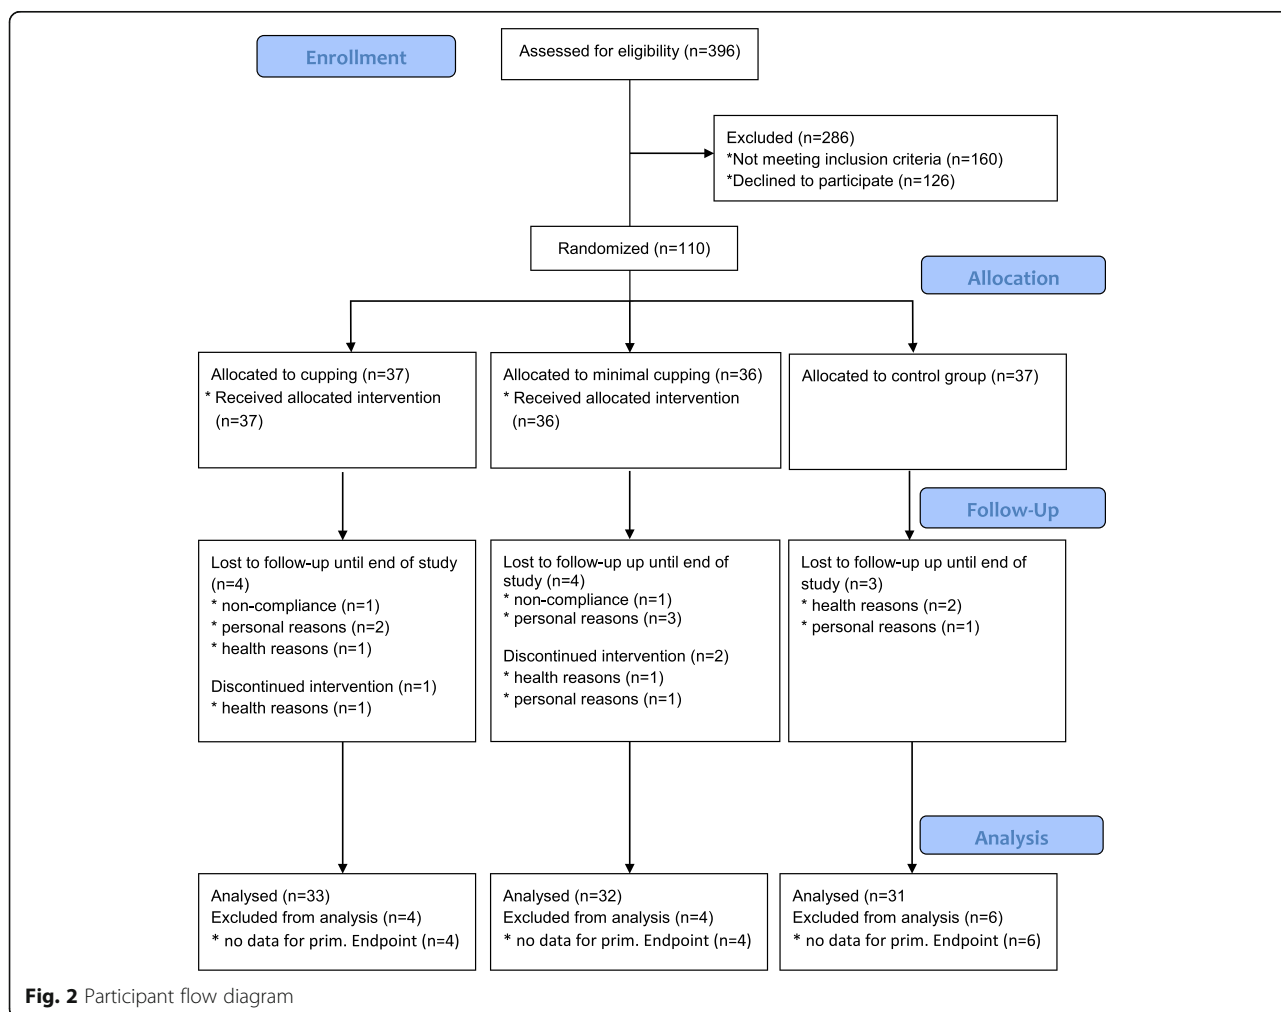 Enrollment
Assessed for eligibility (n=396)
Excluded (n=286)
*Not meeting inclusion criteria (n=160)
*Declined to participate (n=126)
Randomized (n=110)
Allocation
Allocated to cupping (n=37)
* Received allocated intervention
(n=37)
Allocated to minimal cupping (n=36)
* Received allocated intervention
(n=36)
Allocated to control group (n=37)
Follow-Up
Lost to follow-up until end of study
(n=4)
* non-compliance (n=1)
* personal reasons (n=2)
* health reasons (n=1)
Discontinued intervention (n=1)
* health reasons (n=1)
Lost to follow-up up until end of
study (n=4)
* non-compliance (n=1)
* personal reasons (n=3)
Discontinued intervention (n=2)
* health reasons (n=1)
* personal reasons (n=1)
Lost to follow-up up until end of
study (n=3)
* health reasons (n=2)
* personal reasons (n=1)
Analysis
Analysed (n=33)
Excluded from analysis (n=4)
* no data for prim. Endpoint (n=4)
Analysed (n=32)
Excluded from analysis (n=4)
* no data for prim. Endpoint (n=4)
Analysed (n=31
Excluded from analysis (n=6)
* no data for prim. Endpoint (n=6)
Fig. 2 Participant flow diagram